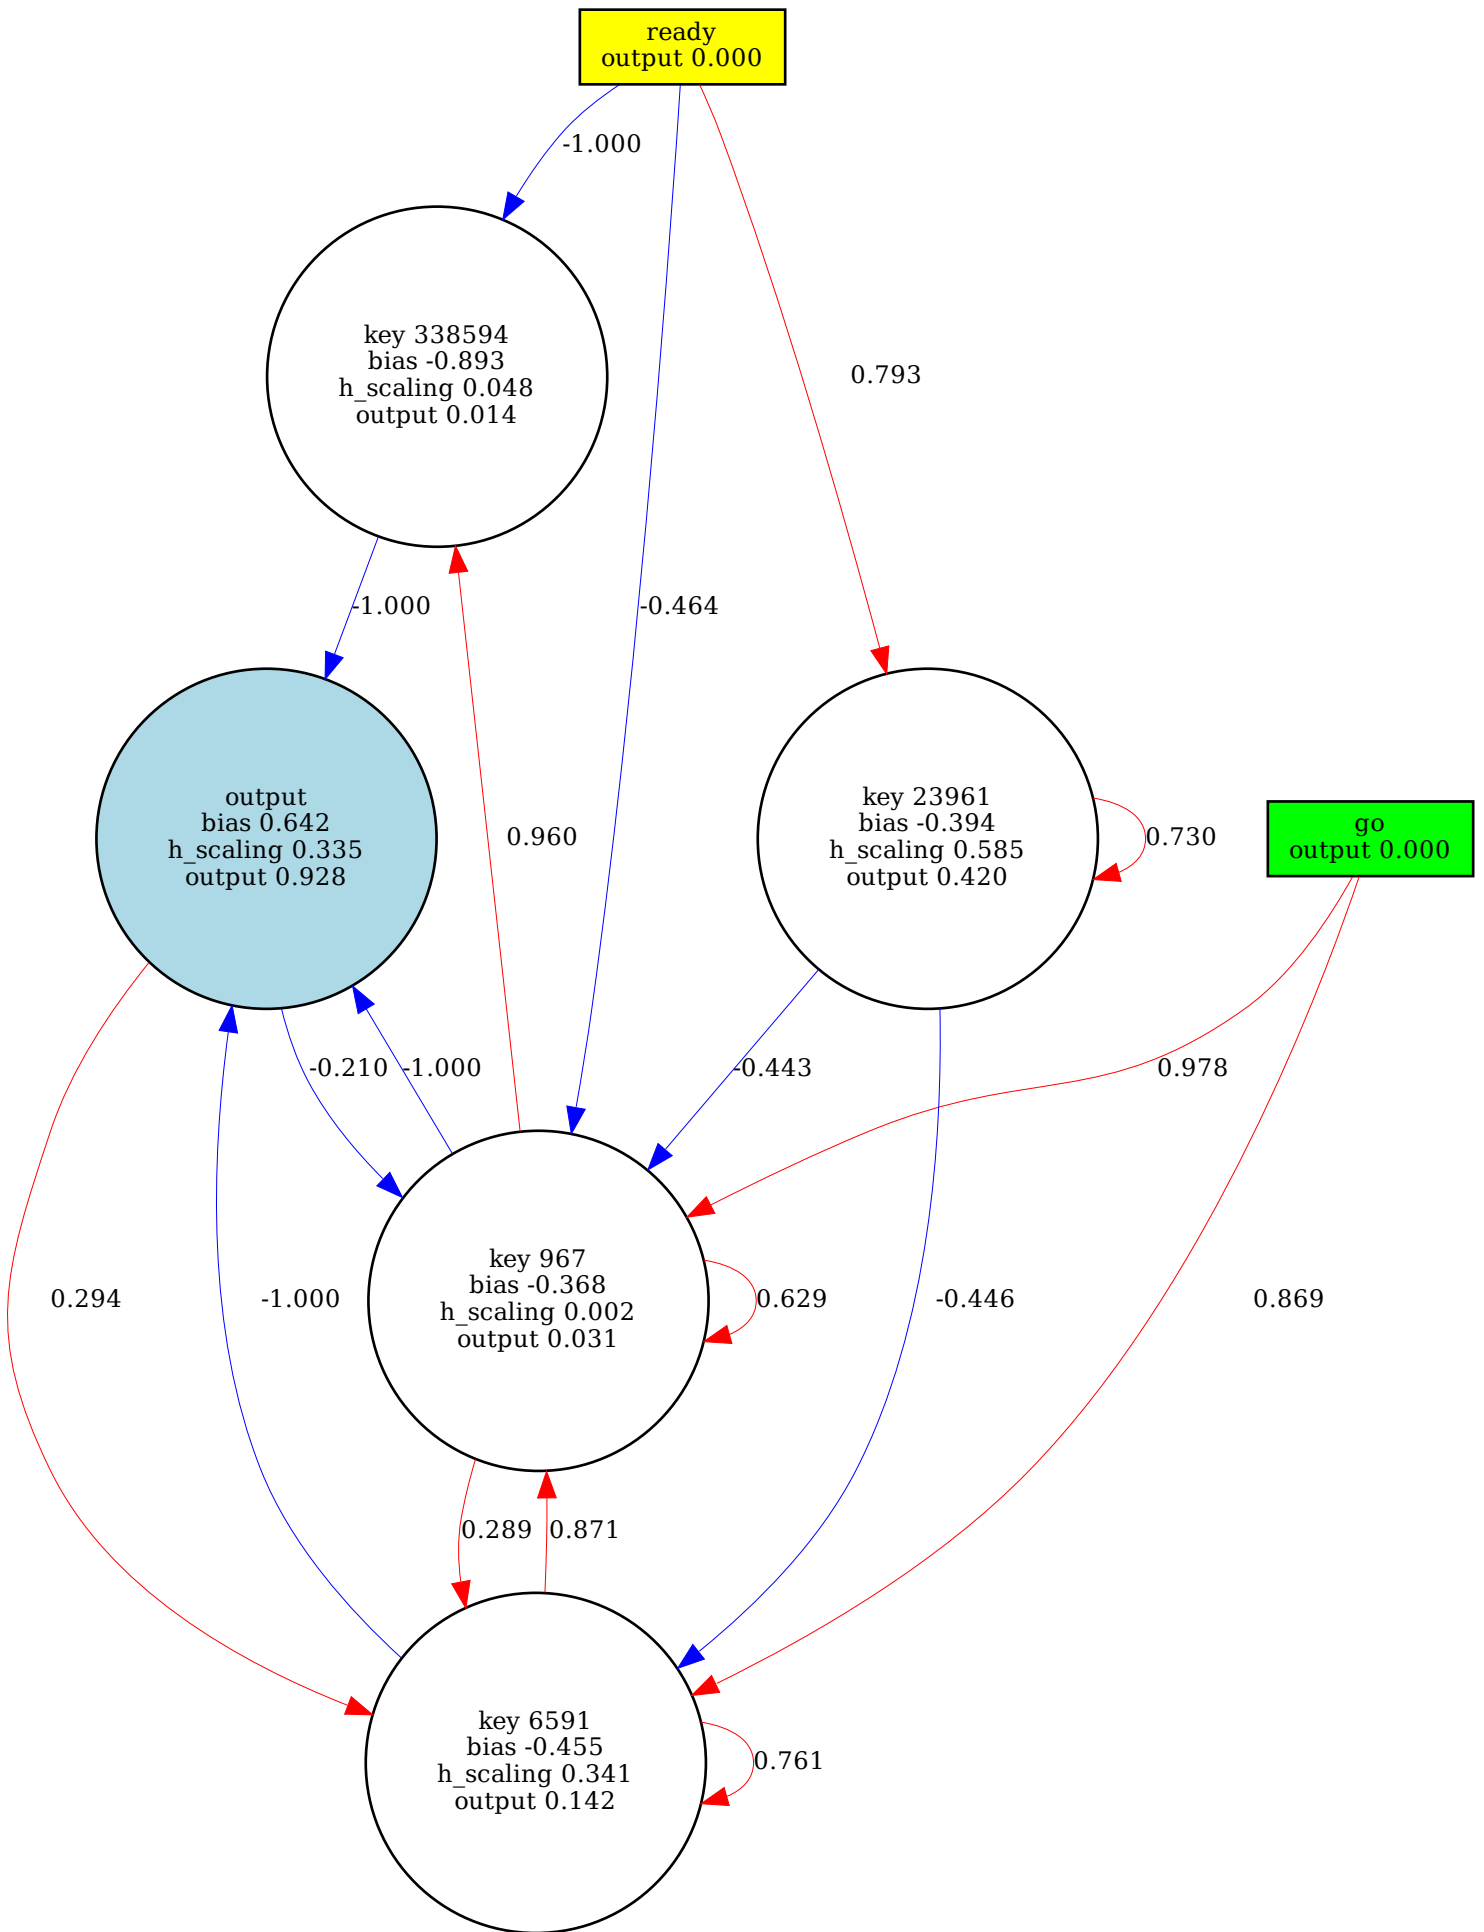 ready
output 0.000
-1.000
key 338594
bias -0.893
h_scaling 0.048
output 0.014
0.793
-1.000
-0.464
output
bias 0.642
h_scaling 0.335
output 0.928
0.960
key 23961
bias -0.394
h_scaling 0.585
output 0.420
0.730
go
output 0.000
-0.210
-1.000
-0.443
0.978
0.294
-1.000
key 967
bias -0.368
h_scaling 0.002
output 0.031
0.629
-0.446
0.869
0.289
0.871
key 6591
bias -0.455
h_scaling 0.341
output 0.142
0.761